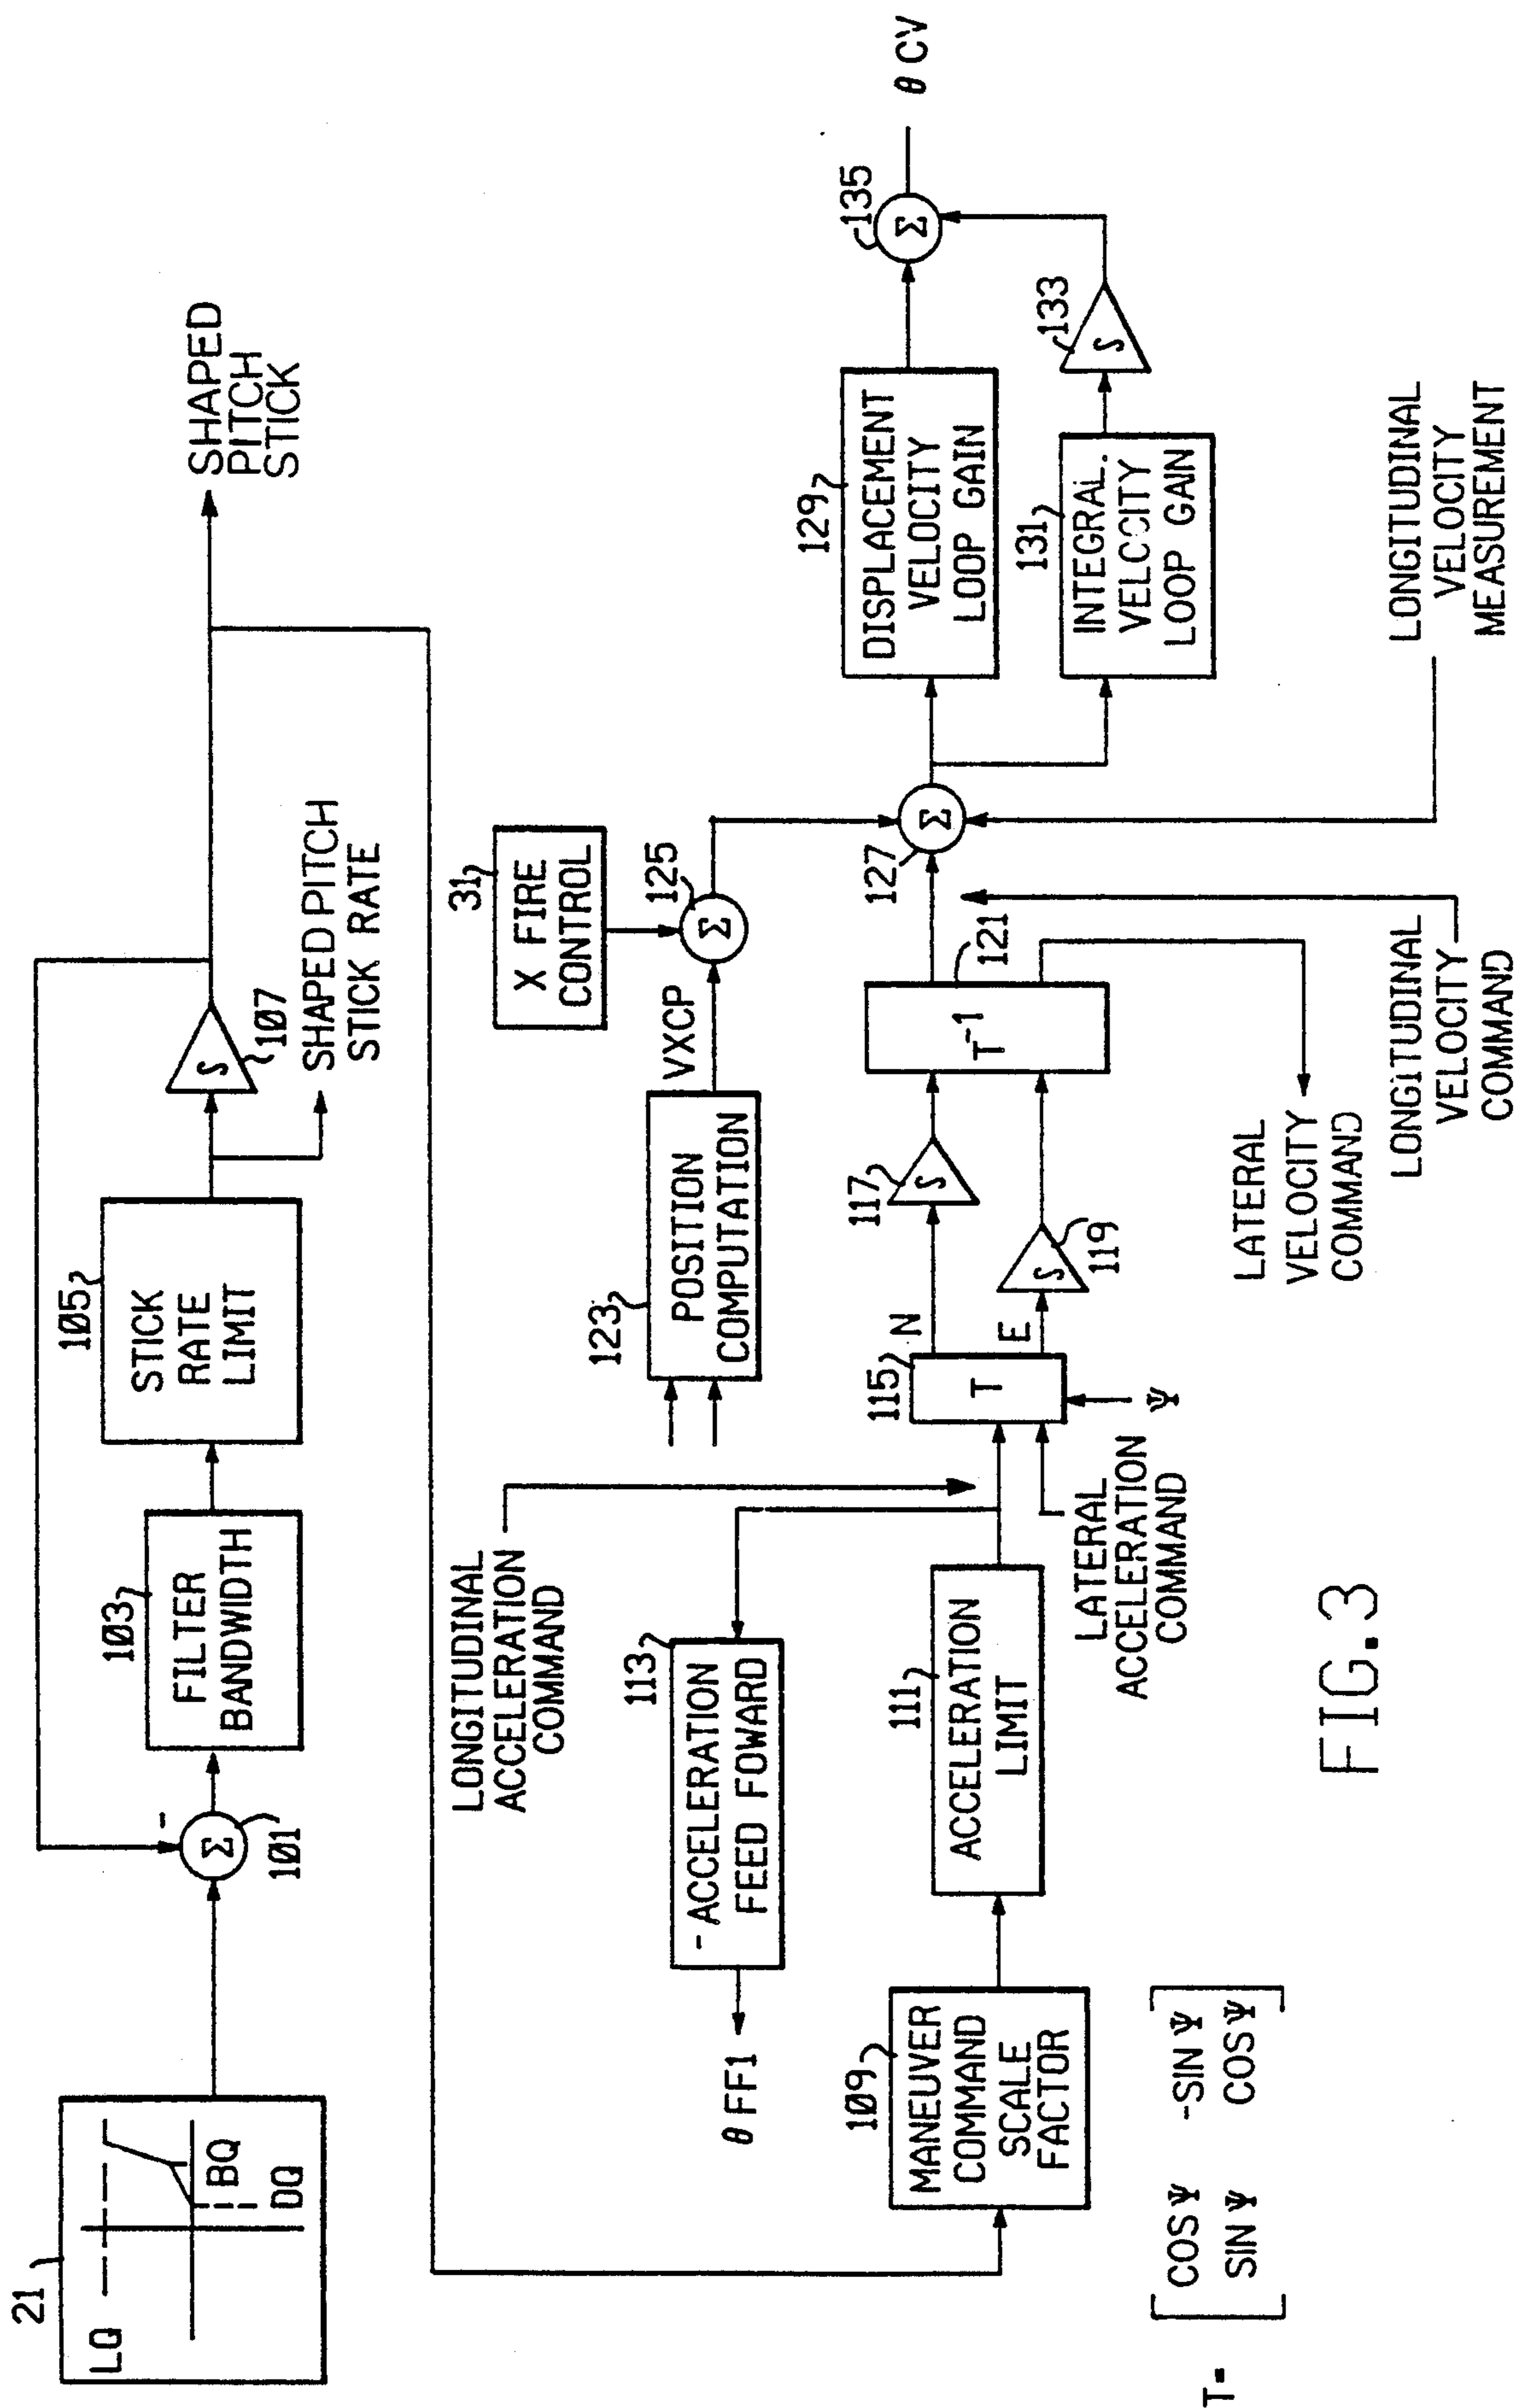 21
LQ
BQ
DQ
Σ
101
-
103
FILTER
BANDWIDTH
105
STICK
RATE
LIMIT
∫
107
SHAPED PITCH
STICK RATE
SHAPED
PITCH
STICK
LONGITUDINAL
ACCELERATION
COMMAND
31
X FIRE
CONTROL
θ FF1
113
- ACCELERATION
FEED FOWARD
123
POSITION
COMPUTATION
VXCP
Σ
125
109
MANEUVER
COMMAND
SCALE
FACTOR
111
ACCELERATION
LIMIT
LATERAL
ACCELERATION
COMMAND
115
T
Ψ
N
E
117
∫
∫
119
T-1
121
LATERAL
VELOCITY
COMMAND
LONGITUDINAL
VELOCITY
COMMAND
127
Σ
LONGITUDINAL
VELOCITY
MEASUREMENT
129
DISPLACEMENT
VELOCITY
LOOP GAIN
131
INTEGRAL.
VELOCITY
LOOP GAIN
133
∫
135
Σ
θ CV
T=
COS Ψ -SIN Ψ
SIN Ψ COS Ψ
FIG. 3